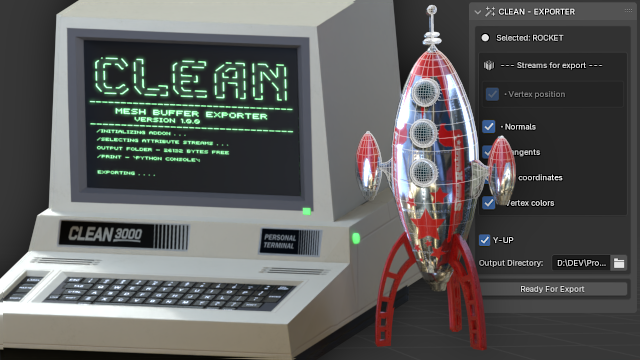 CLEAN
MESH BUFFER EXPORTER
VERSION 1.0.0
/INITIALIZING ADDON ...
/SELECTING ATTRIBUTE STREAMS ...
OUTPUT FOLDER - 26132 BYTES FREE
/PRINT - 'PYTHON CONSOLE'
EXPORTING ....
CLEAN 3000
PERSONAL
TERMINAL
CLEAN - EXPORTER
Selected: ROCKET
--- Streams for export ---
· Vertex position
· Normals
ngents
coordinates
ertex colors
Y-UP
Output Directory: D:\DEV\Pro...
Ready For Export